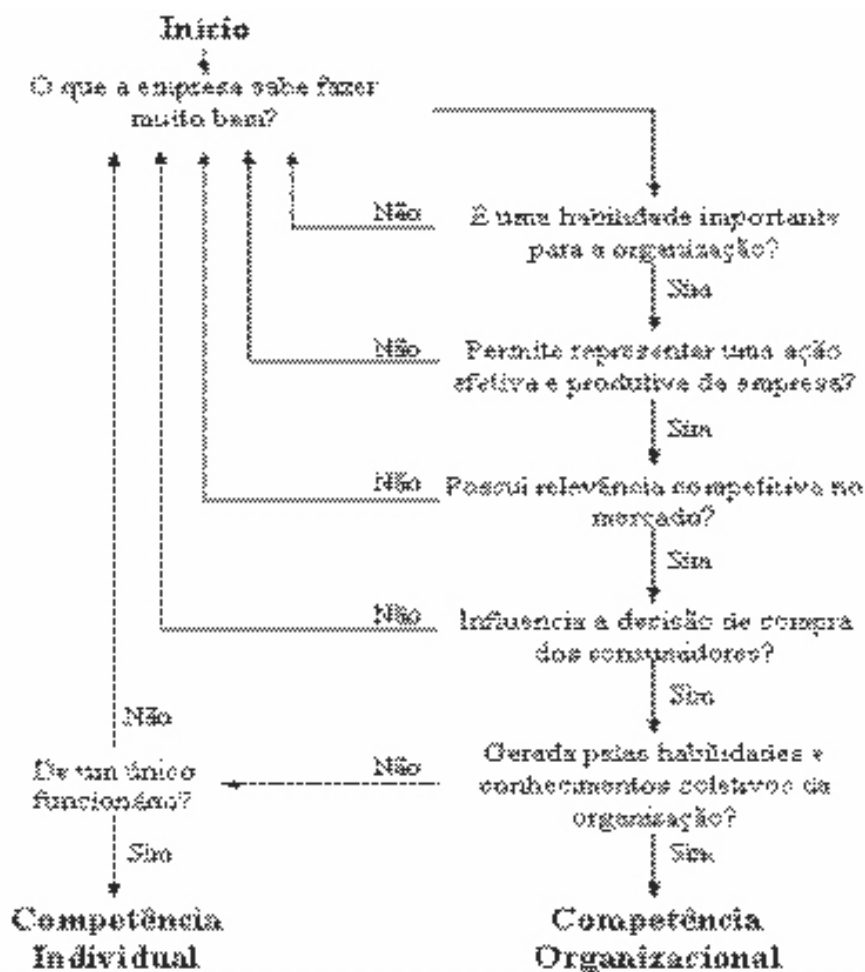 Início
O que a empresa sabe fazer
muito bem?
Não
É uma habilidade importante
para a organização?
Sim
Não
Permite representar uma ação
efetiva e produtiva da empresa?
Sim
Não
Possui relevância competitiva no
mercado?
Sim
Não
Influencia a decisão de compra
dos consumidores?
Sim
Não
De um único
funcionário?
Não
Gerada pelas habilidades e
conhecimentos coletivos da
organização?
Sim
Sim
Competência
Individual
Competência
Organizacional